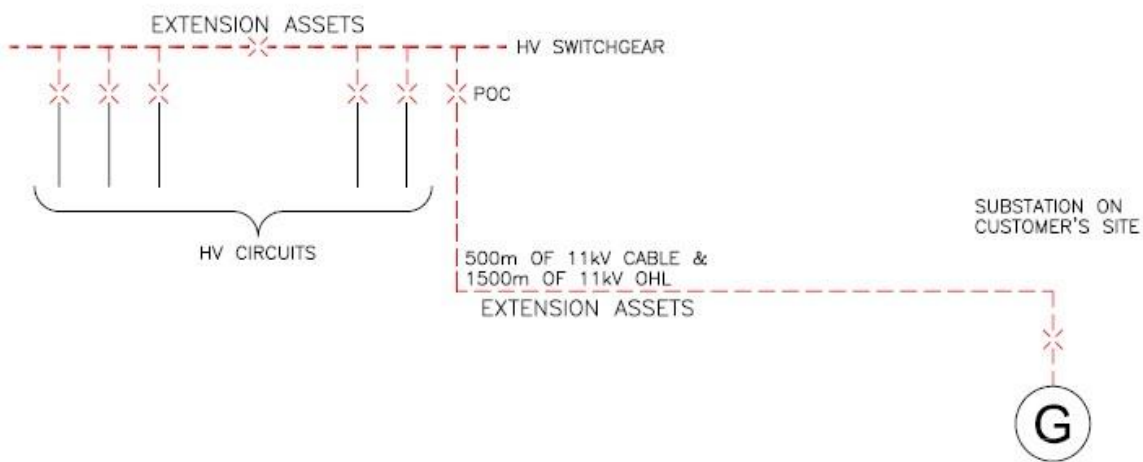 EXTENSION ASSETS
HV SWITCHGEAR
POC
HV CIRCUITS
SUBSTATION ON
CUSTOMER'S SITE
500m OF 11kV CABLE &
1500m OF 11kV OHL
EXTENSION ASSETS
G